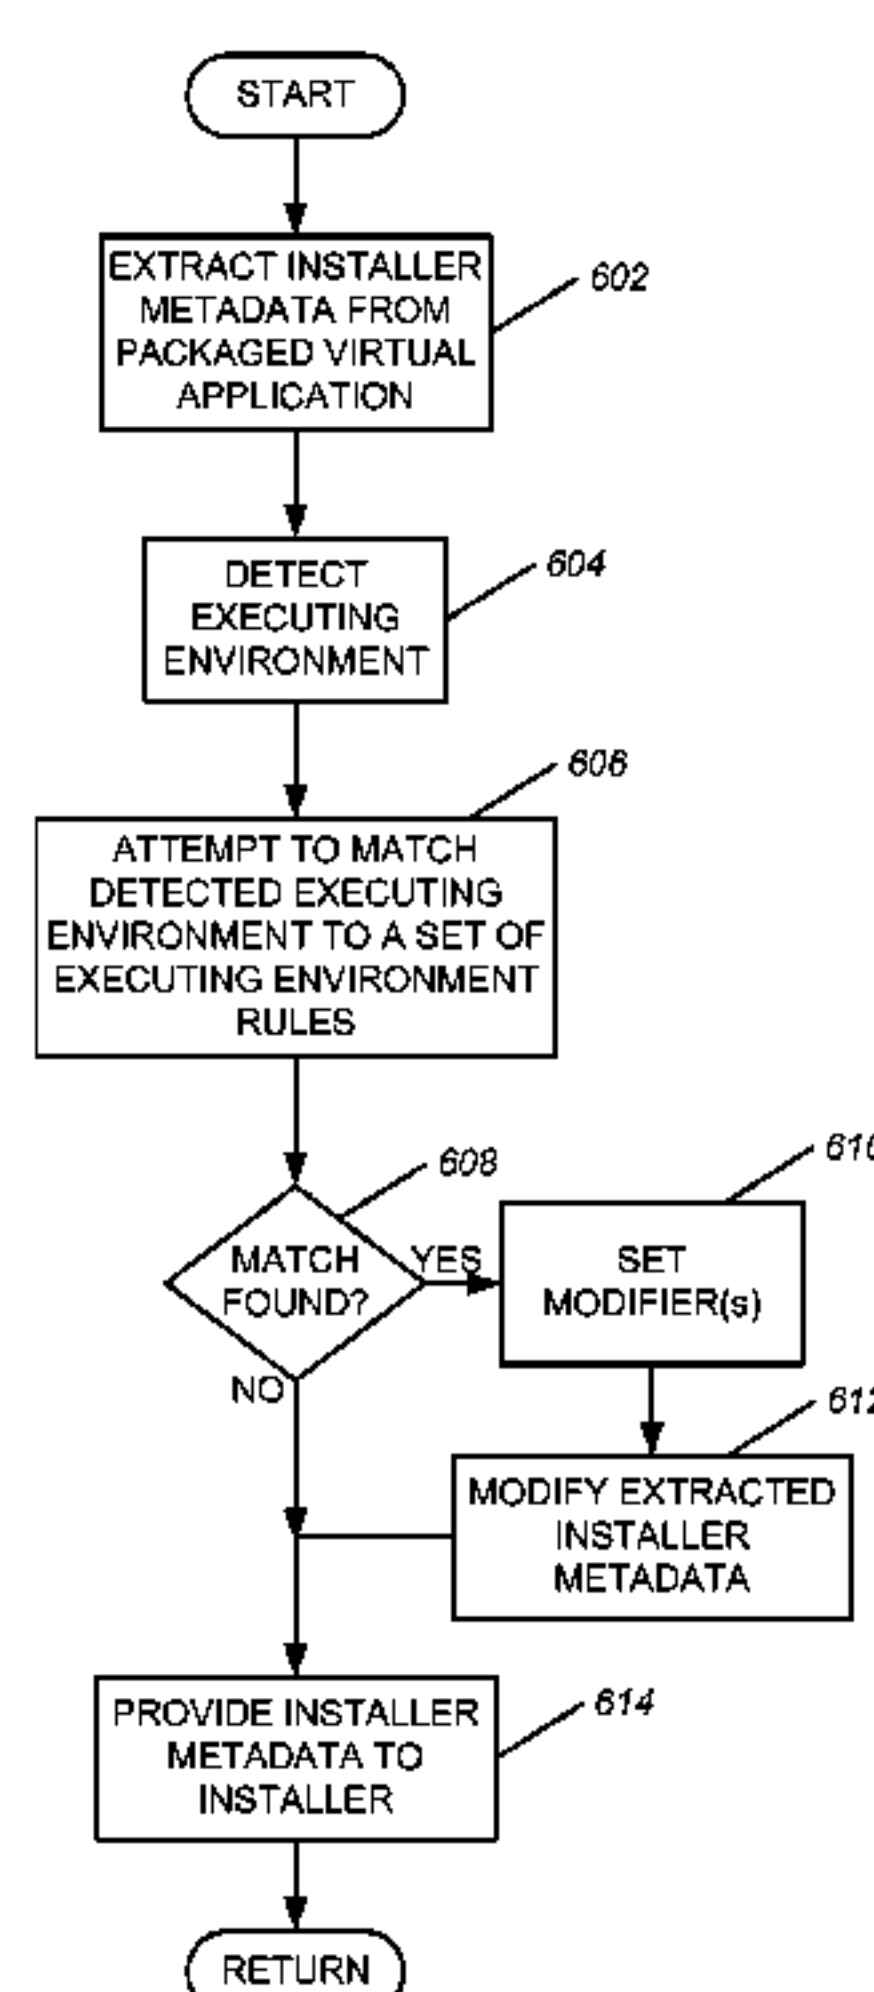 START
EXTRACT INSTALLER
METADATA FROM
PACKAGED VIRTUAL
APPLICATION
602
DETECT
EXECUTING
ENVIRONMENT
604
606
ATTEMPT TO MATCH
DETECTED EXECUTING
ENVIRONMENT TO A SET OF
EXECUTING ENVIRONMENT
RULES
608
MATCH
FOUND?
YES
NO
610
SET
MODIFIER(s)
612
MODIFY EXTRACTED
INSTALLER
METADATA
PROVIDE INSTALLER
METADATA TO
INSTALLER
614
RETURN